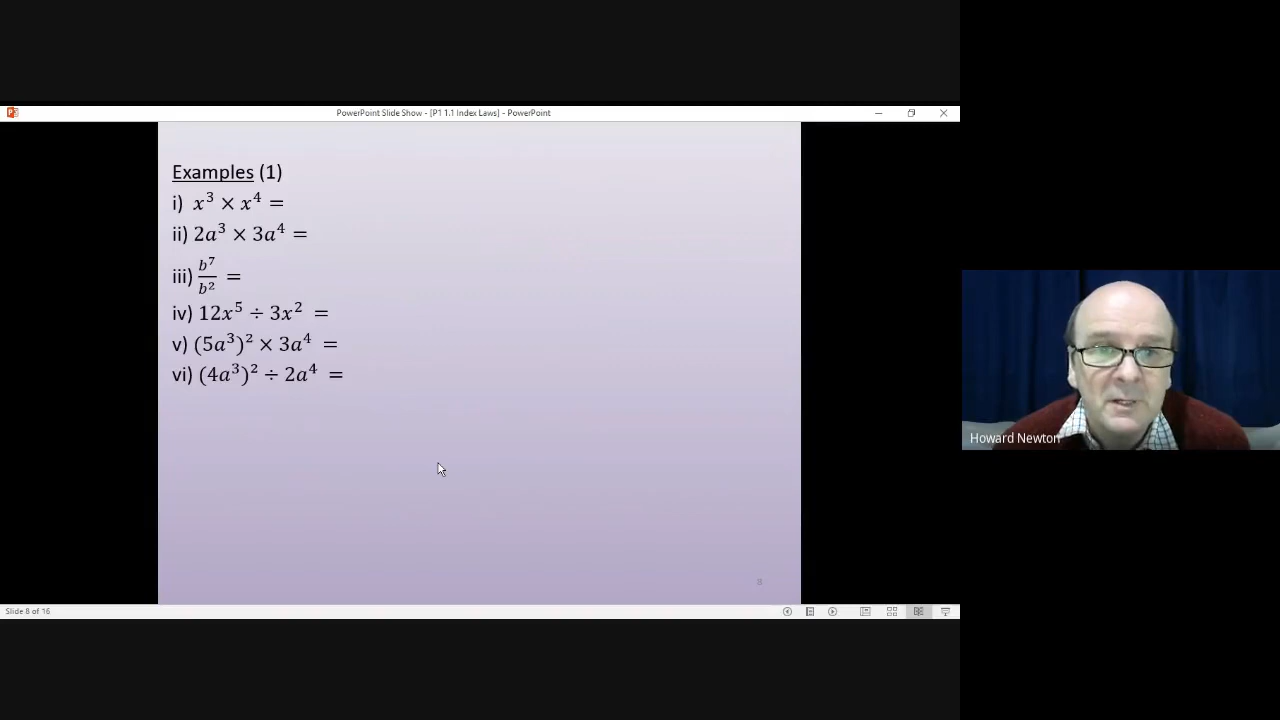 PowerPoint Slide Show - [P1 1.1 Index Laws] - PowerPoint
Examples (1)
i) x³ × x⁴ =
ii) 2a³ × 3a⁴ =
iii) b⁷/b² =
iv) 12x⁵ ÷ 3x² =
v) (5a³)² × 3a⁴ =
vi) (4a³)² ÷ 2a⁴ =
Howard Newton
8
Slide 8 of 16